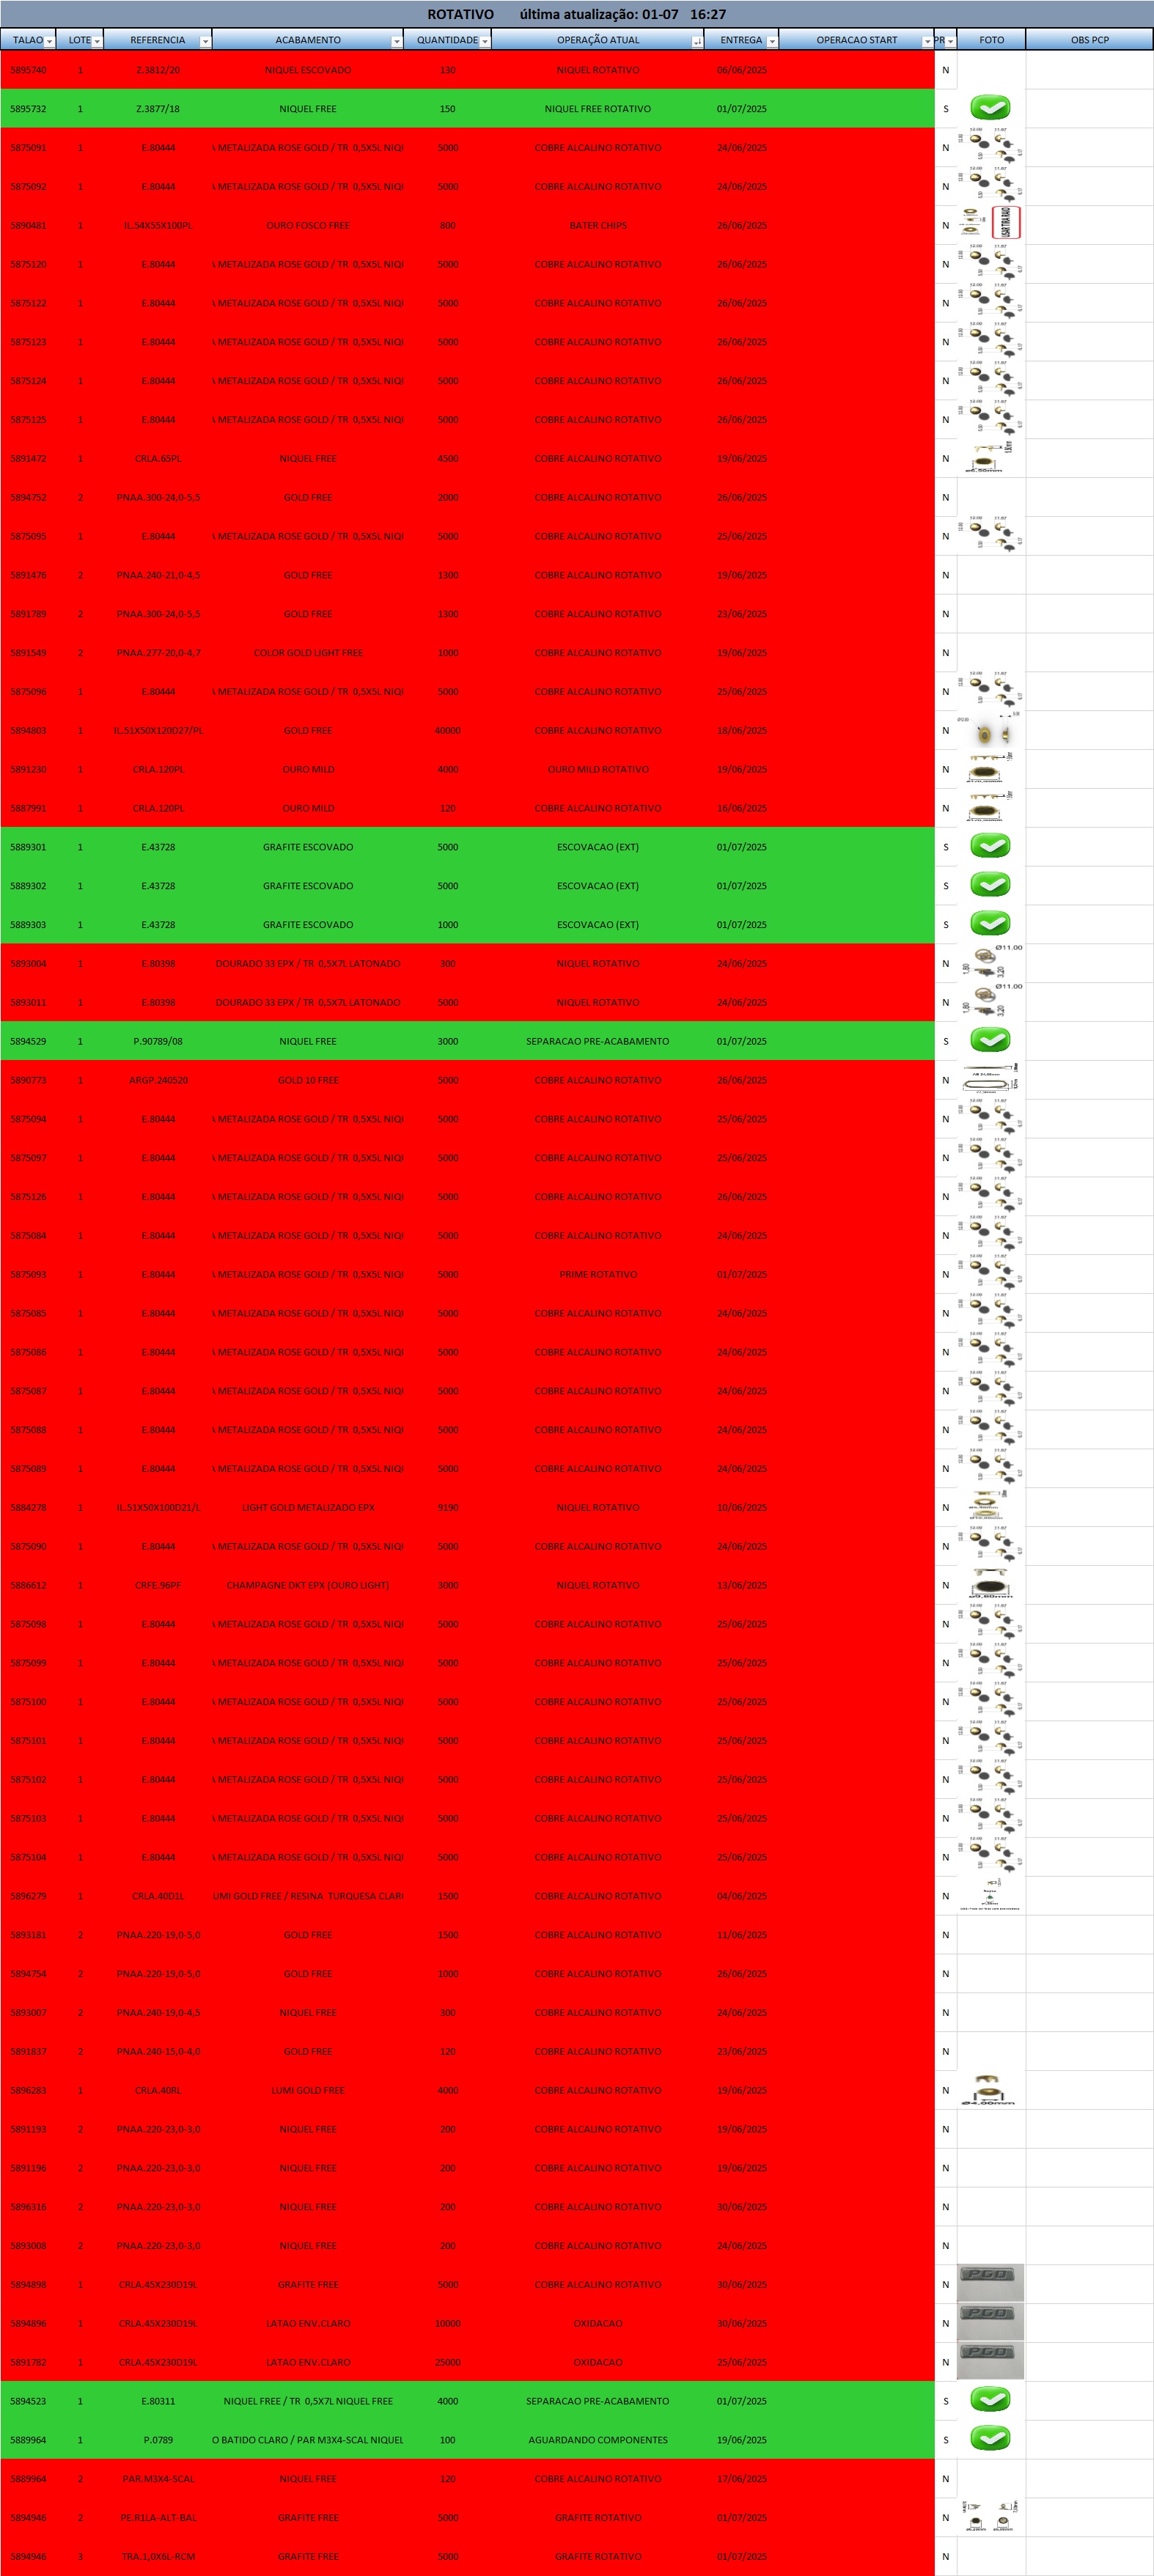 ROTATIVO última atualização: 01-07 16:27
TALAO LOTE REFERENCIA ACABAMENTO QUANTIDADE OPERAÇÃO ATUAL ENTREGA OPERACAO START PR FOTO OBS PCP
5895740 1 Z.3812/20 NIQUEL ESCOVADO 130 NIQUEL ROTATIVO 06/06/2025 N
5895732 1 Z.3877/18 NIQUEL FREE 150 NIQUEL FREE ROTATIVO 01/07/2025 S
5875091 1 E.80444 METALIZADA ROSE GOLD / TR 0,5X5L NIQ 5000 COBRE ALCALINO ROTATIVO 24/06/2025 N
5875092 1 E.80444 METALIZADA ROSE GOLD / TR 0,5X5L NIQ 5000 COBRE ALCALINO ROTATIVO 24/06/2025 N
5890481 1 IL.54X55X100PL OURO FOSCO FREE 800 BATER CHIPS 26/06/2025 N
5875120 1 E.80444 METALIZADA ROSE GOLD / TR 0,5X5L NIQ 5000 COBRE ALCALINO ROTATIVO 26/06/2025 N
5875122 1 E.80444 METALIZADA ROSE GOLD / TR 0,5X5L NIQ 5000 COBRE ALCALINO ROTATIVO 26/06/2025 N
5875123 1 E.80444 METALIZADA ROSE GOLD / TR 0,5X5L NIQ 5000 COBRE ALCALINO ROTATIVO 26/06/2025 N
5875124 1 E.80444 METALIZADA ROSE GOLD / TR 0,5X5L NIQ 5000 COBRE ALCALINO ROTATIVO 26/06/2025 N
5875125 1 E.80444 METALIZADA ROSE GOLD / TR 0,5X5L NIQ 5000 COBRE ALCALINO ROTATIVO 26/06/2025 N
5891472 1 CRLA.65PL NIQUEL FREE 4500 COBRE ALCALINO ROTATIVO 19/06/2025 N
5894752 2 PNAA.300-24,0-5,5 GOLD FREE 2000 COBRE ALCALINO ROTATIVO 26/06/2025 N
5875095 1 E.80444 METALIZADA ROSE GOLD / TR 0,5X5L NIQ 5000 COBRE ALCALINO ROTATIVO 25/06/2025 N
5891476 2 PNAA.240-21,0-4,5 GOLD FREE 1300 COBRE ALCALINO ROTATIVO 19/06/2025 N
5891789 2 PNAA.300-24,0-5,5 GOLD FREE 1300 COBRE ALCALINO ROTATIVO 23/06/2025 N
5891549 2 PNAA.277-20,0-4,7 COLOR GOLD LIGHT FREE 1000 COBRE ALCALINO ROTATIVO 19/06/2025 N
5875096 1 E.80444 METALIZADA ROSE GOLD / TR 0,5X5L NIQ 5000 COBRE ALCALINO ROTATIVO 25/06/2025 N
5894803 1 IL.51X50X120D27/PL GOLD FREE 40000 COBRE ALCALINO ROTATIVO 18/06/2025 N
5891230 1 CRLA.120PL OURO MILD 4000 OURO MILD ROTATIVO 19/06/2025 N
5887991 1 CRLA.120PL OURO MILD 120 COBRE ALCALINO ROTATIVO 16/06/2025 N
5889301 1 E.43728 GRAFITE ESCOVADO 5000 ESCOVACAO (EXT) 01/07/2025 S
5889302 1 E.43728 GRAFITE ESCOVADO 5000 ESCOVACAO (EXT) 01/07/2025 S
5889303 1 E.43728 GRAFITE ESCOVADO 1000 ESCOVACAO (EXT) 01/07/2025 S
5893004 1 E.80398 DOURADO 33 EPX / TR 0,5X7L LATONADO 300 NIQUEL ROTATIVO 24/06/2025 N Ø11.00 1,80 3,20
5893011 1 E.80398 DOURADO 33 EPX / TR 0,5X7L LATONADO 5000 NIQUEL ROTATIVO 24/06/2025 N Ø11.00 1,80 3,20
5894529 1 P.90789/08 NIQUEL FREE 3000 SEPARACAO PRE-ACABAMENTO 01/07/2025 S
5890773 1 ARGP.240520 GOLD 10 FREE 5000 COBRE ALCALINO ROTATIVO 26/06/2025 N
5875094 1 E.80444 METALIZADA ROSE GOLD / TR 0,5X5L NIQ 5000 COBRE ALCALINO ROTATIVO 25/06/2025 N
5875097 1 E.80444 METALIZADA ROSE GOLD / TR 0,5X5L NIQ 5000 COBRE ALCALINO ROTATIVO 25/06/2025 N
5875126 1 E.80444 METALIZADA ROSE GOLD / TR 0,5X5L NIQ 5000 COBRE ALCALINO ROTATIVO 26/06/2025 N
5875084 1 E.80444 METALIZADA ROSE GOLD / TR 0,5X5L NIQ 5000 COBRE ALCALINO ROTATIVO 24/06/2025 N
5875093 1 E.80444 METALIZADA ROSE GOLD / TR 0,5X5L NIQ 5000 PRIME ROTATIVO 01/07/2025 N
5875085 1 E.80444 METALIZADA ROSE GOLD / TR 0,5X5L NIQ 5000 COBRE ALCALINO ROTATIVO 24/06/2025 N
5875086 1 E.80444 METALIZADA ROSE GOLD / TR 0,5X5L NIQ 5000 COBRE ALCALINO ROTATIVO 24/06/2025 N
5875087 1 E.80444 METALIZADA ROSE GOLD / TR 0,5X5L NIQ 5000 COBRE ALCALINO ROTATIVO 24/06/2025 N
5875088 1 E.80444 METALIZADA ROSE GOLD / TR 0,5X5L NIQ 5000 COBRE ALCALINO ROTATIVO 24/06/2025 N
5875089 1 E.80444 METALIZADA ROSE GOLD / TR 0,5X5L NIQ 5000 COBRE ALCALINO ROTATIVO 24/06/2025 N
5884278 1 IL.51X50X100D21/L LIGHT GOLD METALIZADO EPX 9190 NIQUEL ROTATIVO 10/06/2025 N
5875090 1 E.80444 METALIZADA ROSE GOLD / TR 0,5X5L NIQ 5000 COBRE ALCALINO ROTATIVO 24/06/2025 N
5886612 1 CRFE.96PF CHAMPAGNE DKT EPX (OURO LIGHT) 3000 NIQUEL ROTATIVO 13/06/2025 N
5875098 1 E.80444 METALIZADA ROSE GOLD / TR 0,5X5L NIQ 5000 COBRE ALCALINO ROTATIVO 25/06/2025 N
5875099 1 E.80444 METALIZADA ROSE GOLD / TR 0,5X5L NIQ 5000 COBRE ALCALINO ROTATIVO 25/06/2025 N
5875100 1 E.80444 METALIZADA ROSE GOLD / TR 0,5X5L NIQ 5000 COBRE ALCALINO ROTATIVO 25/06/2025 N
5875101 1 E.80444 METALIZADA ROSE GOLD / TR 0,5X5L NIQ 5000 COBRE ALCALINO ROTATIVO 25/06/2025 N
5875102 1 E.80444 METALIZADA ROSE GOLD / TR 0,5X5L NIQ 5000 COBRE ALCALINO ROTATIVO 25/06/2025 N
5875103 1 E.80444 METALIZADA ROSE GOLD / TR 0,5X5L NIQ 5000 COBRE ALCALINO ROTATIVO 25/06/2025 N
5875104 1 E.80444 METALIZADA ROSE GOLD / TR 0,5X5L NIQ 5000 COBRE ALCALINO ROTATIVO 25/06/2025 N
5896279 1 CRLA.40D1L UMI GOLD FREE / RESINA TURQUESA CLAR 1500 COBRE ALCALINO ROTATIVO 04/06/2025 N
5893181 2 PNAA.220-19,0-5,0 GOLD FREE 1500 COBRE ALCALINO ROTATIVO 11/06/2025 N
5894754 2 PNAA.220-19,0-5,0 GOLD FREE 1000 COBRE ALCALINO ROTATIVO 26/06/2025 N
5893007 2 PNAA.240-19,0-4,5 NIQUEL FREE 300 COBRE ALCALINO ROTATIVO 24/06/2025 N
5891837 2 PNAA.240-15,0-4,0 GOLD FREE 120 COBRE ALCALINO ROTATIVO 23/06/2025 N
5896283 1 CRLA.40RL LUMI GOLD FREE 4000 COBRE ALCALINO ROTATIVO 19/06/2025 N Ø4,00mm
5891193 2 PNAA.220-23,0-3,0 NIQUEL FREE 200 COBRE ALCALINO ROTATIVO 19/06/2025 N
5891196 2 PNAA.220-23,0-3,0 NIQUEL FREE 200 COBRE ALCALINO ROTATIVO 19/06/2025 N
5896316 2 PNAA.220-23,0-3,0 NIQUEL FREE 200 COBRE ALCALINO ROTATIVO 30/06/2025 N
5893008 2 PNAA.220-23,0-3,0 NIQUEL FREE 200 COBRE ALCALINO ROTATIVO 24/06/2025 N
5894898 1 CRLA.45X230D19L GRAFITE FREE 5000 COBRE ALCALINO ROTATIVO 30/06/2025 N PGD
5894896 1 CRLA.45X230D19L LATAO ENV.CLARO 10000 OXIDACAO 30/06/2025 N PGD
5891782 1 CRLA.45X230D19L LATAO ENV.CLARO 25000 OXIDACAO 25/06/2025 N PGD
5894523 1 E.80311 NIQUEL FREE / TR 0,5X7L NIQUEL FREE 4000 SEPARACAO PRE-ACABAMENTO 01/07/2025 S
5889964 1 P.0789 O BATIDO CLARO / PAR M3X4-SCAL NIQUEL 100 AGUARDANDO COMPONENTES 19/06/2025 S
5889964 2 PAR.M3X4-SCAL NIQUEL FREE 120 COBRE ALCALINO ROTATIVO 17/06/2025 N
5894946 2 PE.R1LA-ALT-BAL GRAFITE FREE 5000 GRAFITE ROTATIVO 01/07/2025 N
5894946 3 TRA.1,0X6L-RCM GRAFITE FREE 5000 GRAFITE ROTATIVO 01/07/2025 N